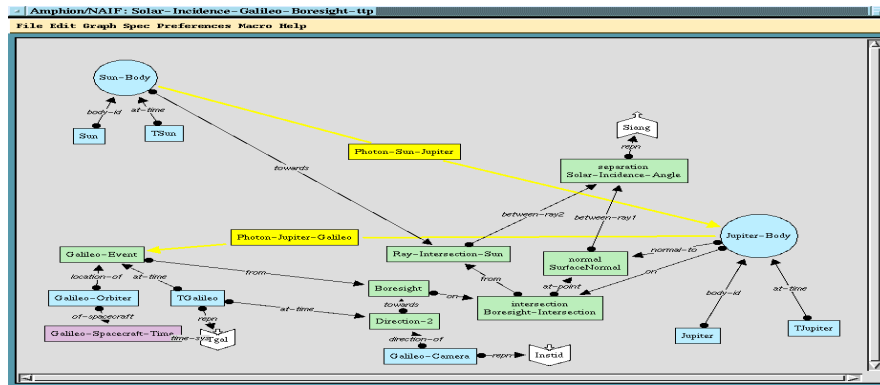 Amphion/NAIF: Solar-Incidence-Galileo-Boresight-ttp
File Edit Graph Spec Preferences Macro Help
Sun-Body
body-id
at-time
Sun
TSun
Siang
repn
Photon-Sun-Jupiter
separation
Solar-Incidence-Angle
towards
between-ray2
between-ray1
Photon-Jupiter-Galileo
Jupiter-Body
Galileo-Event
Ray-Intersection-Sun
normal
SurfaceNormal
normal-to
on
location-of
at-time
from
from
at-point
Boresight
on
Galileo-Orbiter
TGalileo
intersection
Boresight-Intersection
body-id
at-time
of-spacecraft
repn
at-time
towards
Direction-2
Galileo-Spacecraft-Time
time-sys
Tgal
direction-of
Jupiter
TJupiter
Galileo-Camera
repn
Instid